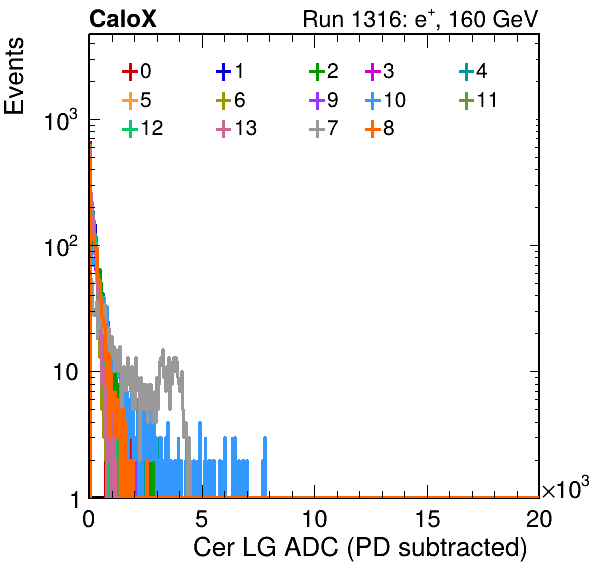 CaloX Run 1316: e⁺, 160 GeV
Events
0 1 2 3 4
5 6 9 10 11
12 13 7 8
10³
10²
10
1
0 5 10 15 20 ×10³
Cer LG ADC (PD subtracted)